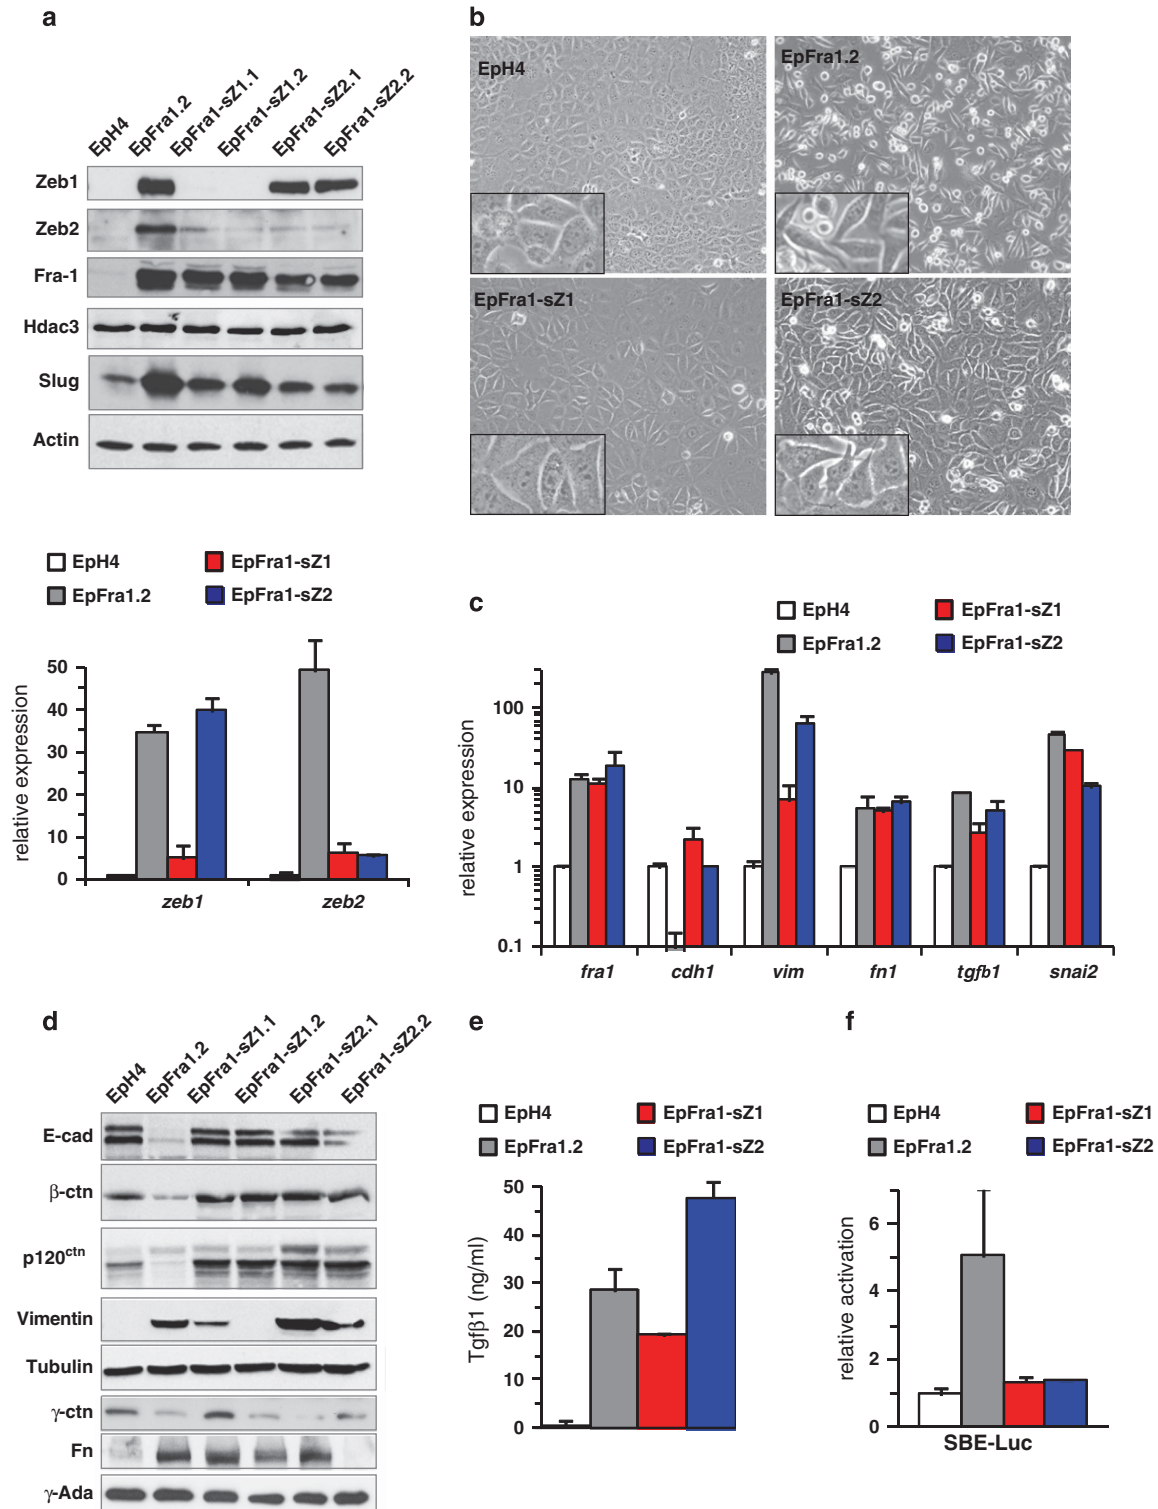 a
EpH4
EpFra1.2
EpFra1-sZ1.1
EpFra1-sZ1.2
EpFra1-sZ2.1
EpFra1-sZ2.2
Zeb1
Zeb2
Fra-1
Hdac3
Slug
Actin
EpH4
EpFra1-sZ1
EpFra1.2
EpFra1-sZ2
relative expression
50
40
30
20
10
0
zeb1
zeb2
b
EpH4
EpFra1.2
EpFra1-sZ1
EpFra1-sZ2
c
EpH4
EpFra1-sZ1
EpFra1.2
EpFra1-sZ2
relative expression
100
10
1
0.1
fra1
cdh1
vim
fn1
tgfb1
snai2
d
EpH4
EpFra1.2
EpFra1-sZ1.1
EpFra1-sZ1.2
EpFra1-sZ2.1
EpFra1-sZ2.2
E-cad
β-ctn
p120ctn
Vimentin
Tubulin
γ-ctn
Fn
γ-Ada
e
EpH4
EpFra1-sZ1
EpFra1.2
EpFra1-sZ2
Tgfβ1 (ng/ml)
50
40
30
20
10
0
f
EpH4
EpFra1-sZ1
EpFra1.2
EpFra1-sZ2
relative activation
6
4
2
0
SBE-Luc